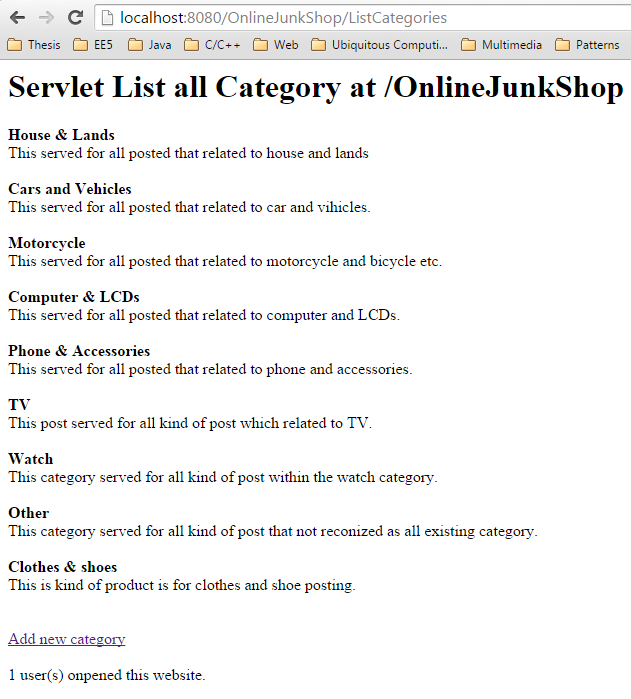 localhost:8080/OnlineJunkShop/ListCategories
Thesis EE5 Java C/C++ Web Ubiquitous Computi... Multimedia Patterns
Servlet List all Category at /OnlineJunkShop
House & Lands
This served for all posted that related to house and lands
Cars and Vehicles
This served for all posted that related to car and vihicles.
Motorcycle
This served for all posted that related to motorcycle and bicycle etc.
Computer & LCDs
This served for all posted that related to computer and LCDs.
Phone & Accessories
This served for all posted that related to phone and accessories.
TV
This post served for all kind of post which related to TV.
Watch
This category served for all kind of post within the watch category.
Other
This category served for all kind of post that not reconized as all existing category.
Clothes & shoes
This is kind of product is for clothes and shoe posting.
Add new category
1 user(s) onpened this website.